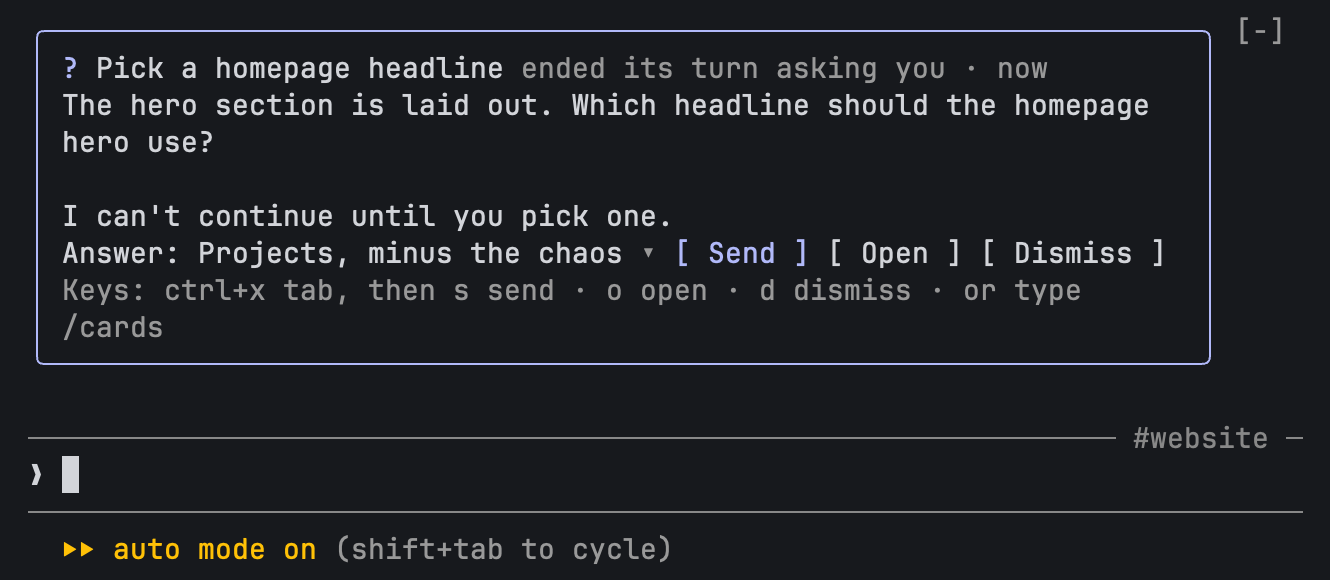 [-]
? Pick a homepage headline ended its turn asking you · now
The hero section is laid out. Which headline should the homepage
hero use?
I can't continue until you pick one.
Answer: Projects, minus the chaos ▾ [ Send ] [ Open ] [ Dismiss ]
Keys: ctrl+x tab, then s send · o open · d dismiss · or type
/cards
#website
❯
▶▶ auto mode on (shift+tab to cycle)